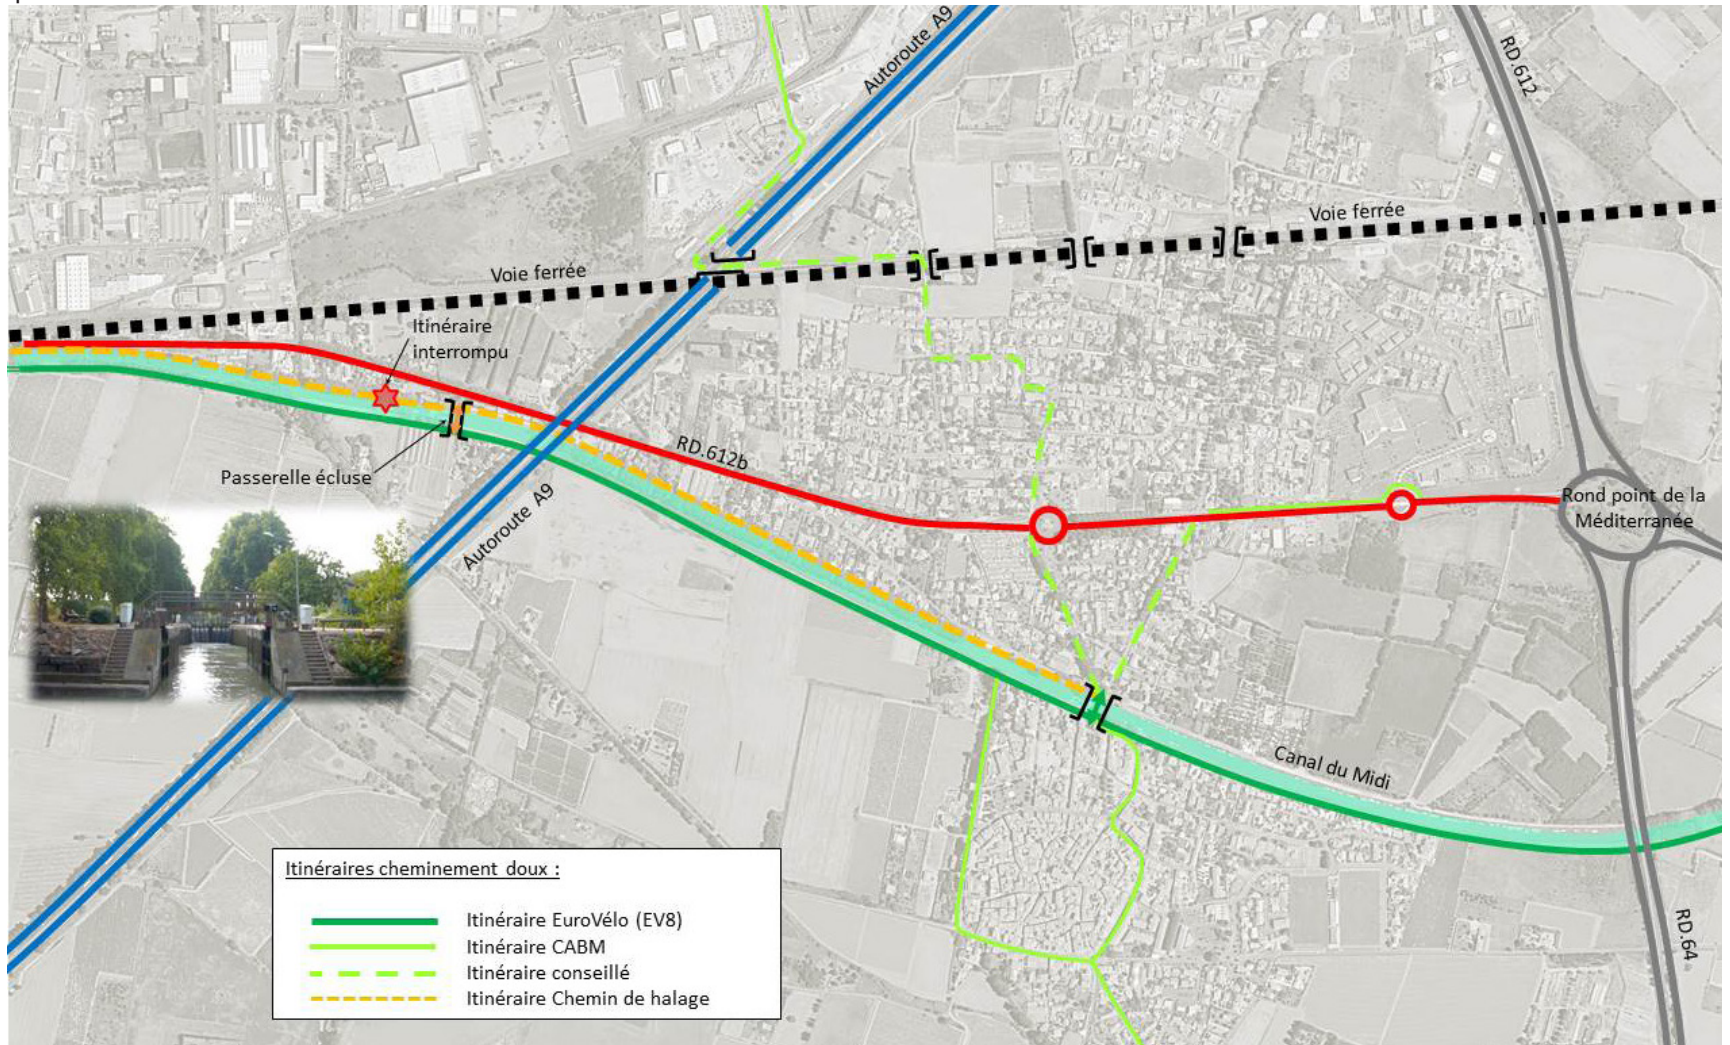 Autoroute A9
RD.612
Voie ferrée
Voie ferrée
Itinéraire
interrompu
RD.612b
Passerelle écluse
Autoroute A9
Rond point de la
Méditerranée
Canal du Midi
RD.64
Itinéraires cheminement doux :
Itinéraire EuroVélo (EV8)
Itinéraire CABM
Itinéraire conseillé
Itinéraire Chemin de halage